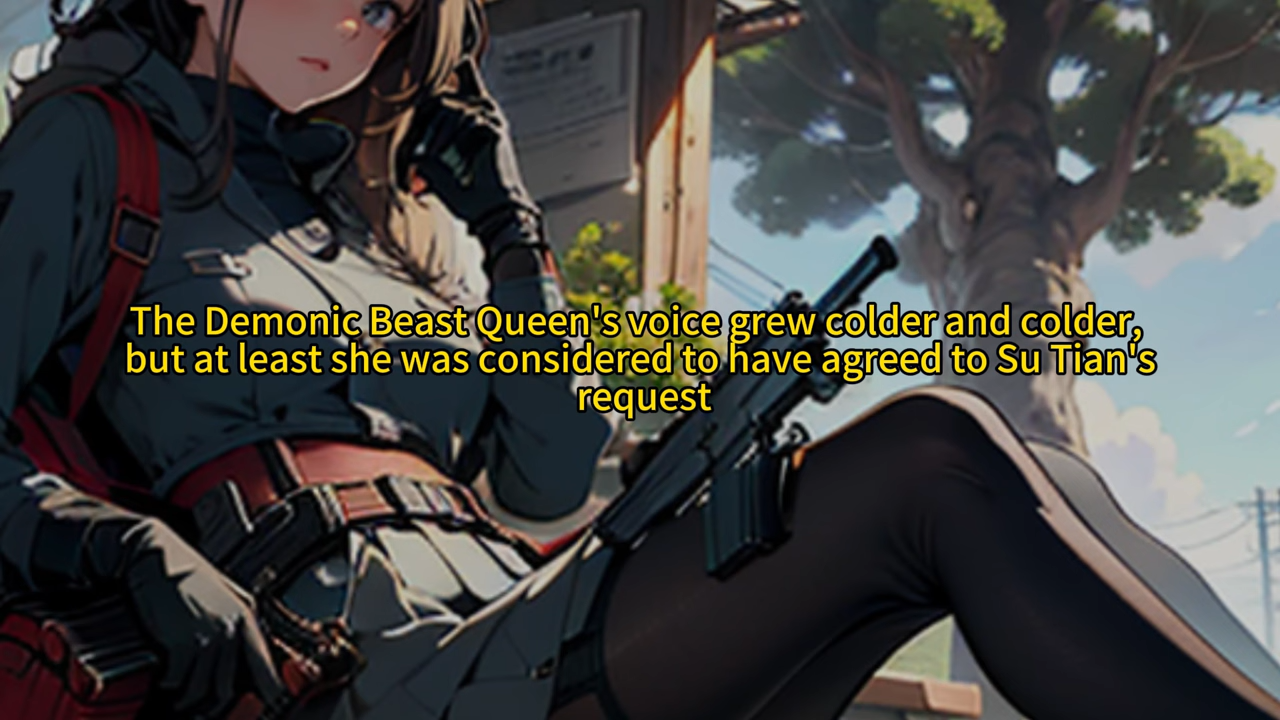 The Demonic Beast Queen's voice grew colder and colder,
but at least she was considered to have agreed to Su Tian's
request